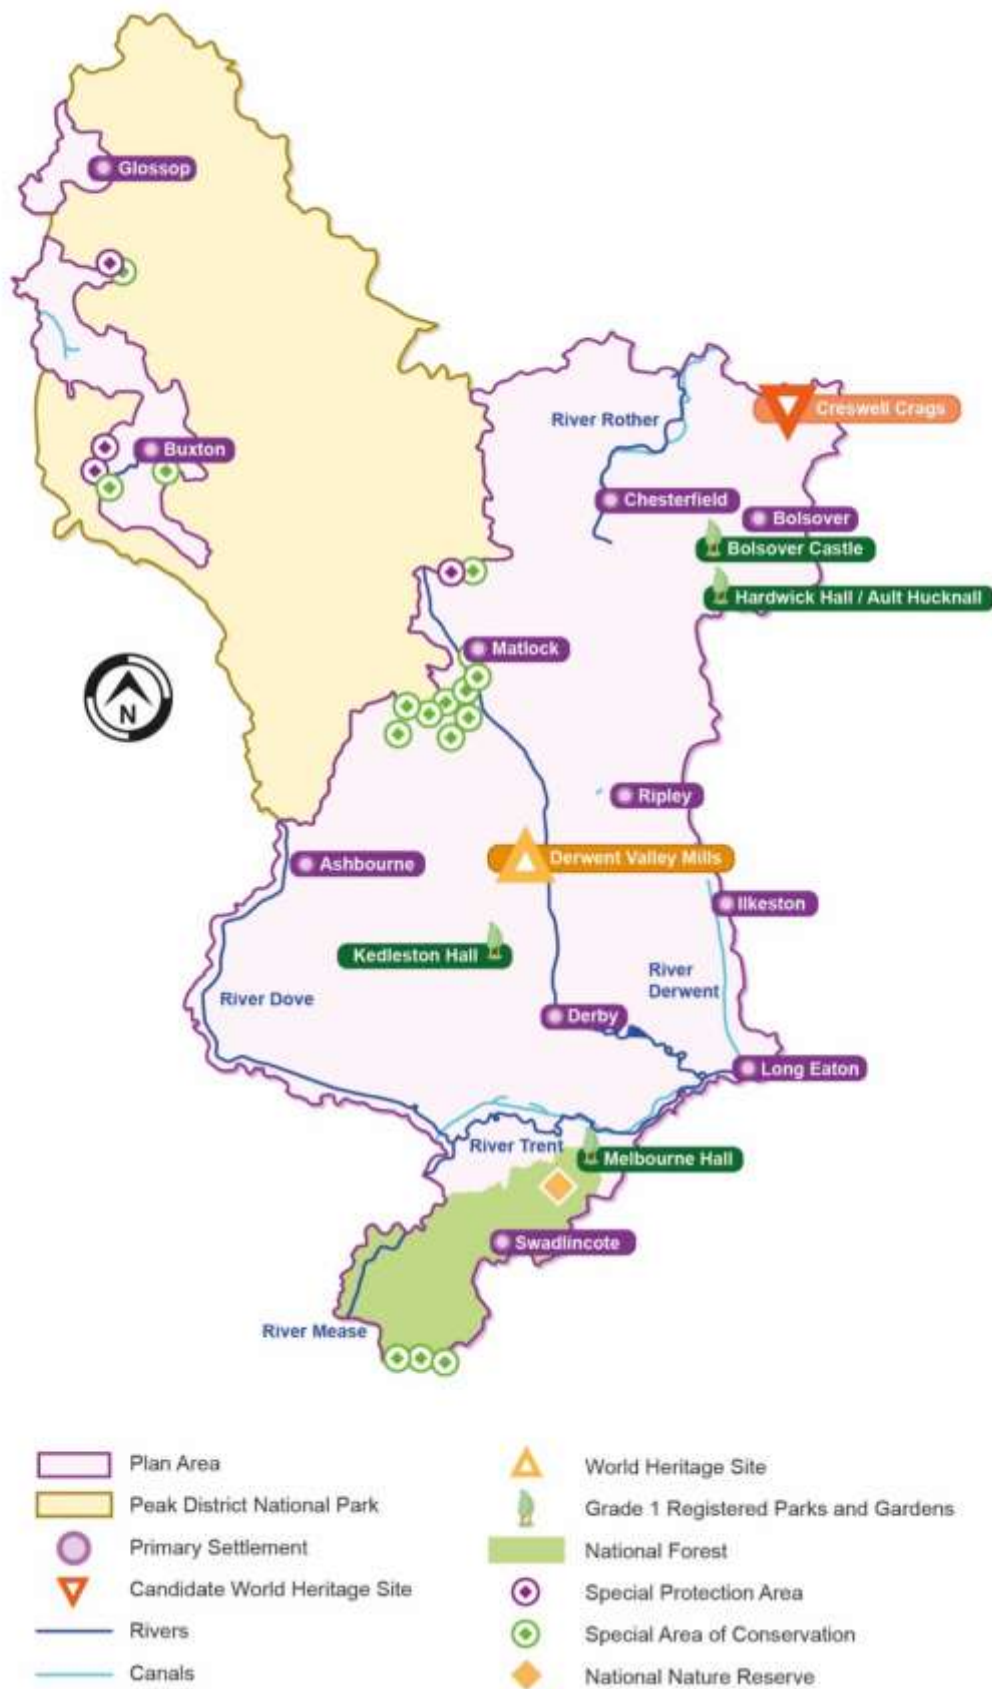 Glossop
River Rother
Creswell Crags
Buxton
Chesterfield
Bolsover
Bolsover Castle
Hardwick Hall / Ault Hucknall
Matlock
N
Ripley
Derwent Valley Mills
Ashbourne
Ilkeston
Kedleston Hall
River
Derwent
River Dove
Derby
Long Eaton
River Trent
Melbourne Hall
Swadlincote
River Mease
Plan Area
Peak District National Park
Primary Settlement
Candidate World Heritage Site
Rivers
Canals
World Heritage Site
Grade 1 Registered Parks and Gardens
National Forest
Special Protection Area
Special Area of Conservation
National Nature Reserve